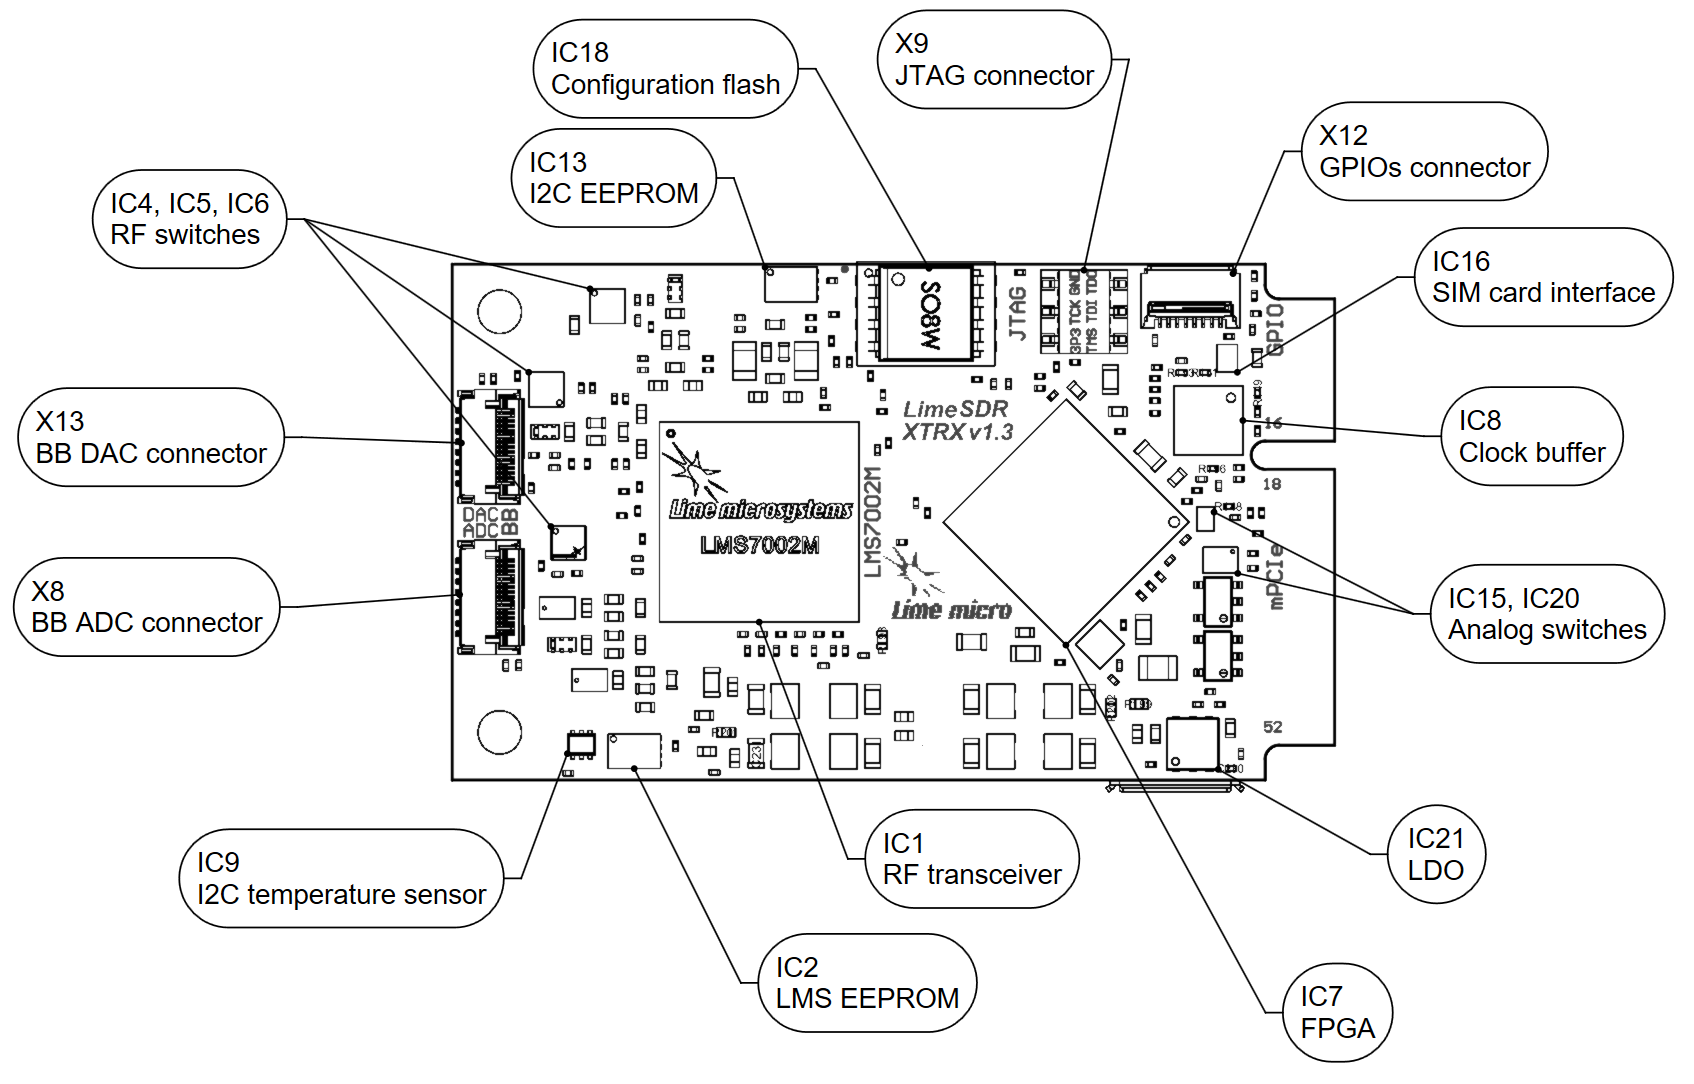 IC18
Configuration flash
X9
JTAG connector
X12
GPIOs connector
IC13
I2C EEPROM
IC4, IC5, IC6
RF switches
IC16
SIM card interface
X13
BB DAC connector
IC8
Clock buffer
X8
BB ADC connector
IC15, IC20
Analog switches
IC9
I2C temperature sensor
IC1
RF transceiver
IC21
LDO
IC2
LMS EEPROM
IC7
FPGA
SO8W
JTAG
3P3 TCK GND
TMS TDI TDO
GPIO
LimeSDR
XTRX v1.3
16
18
DAC
ADC
BB
Lime microsystems
LMS7002M
LMS7002M
Lime micro
mPCIe
52